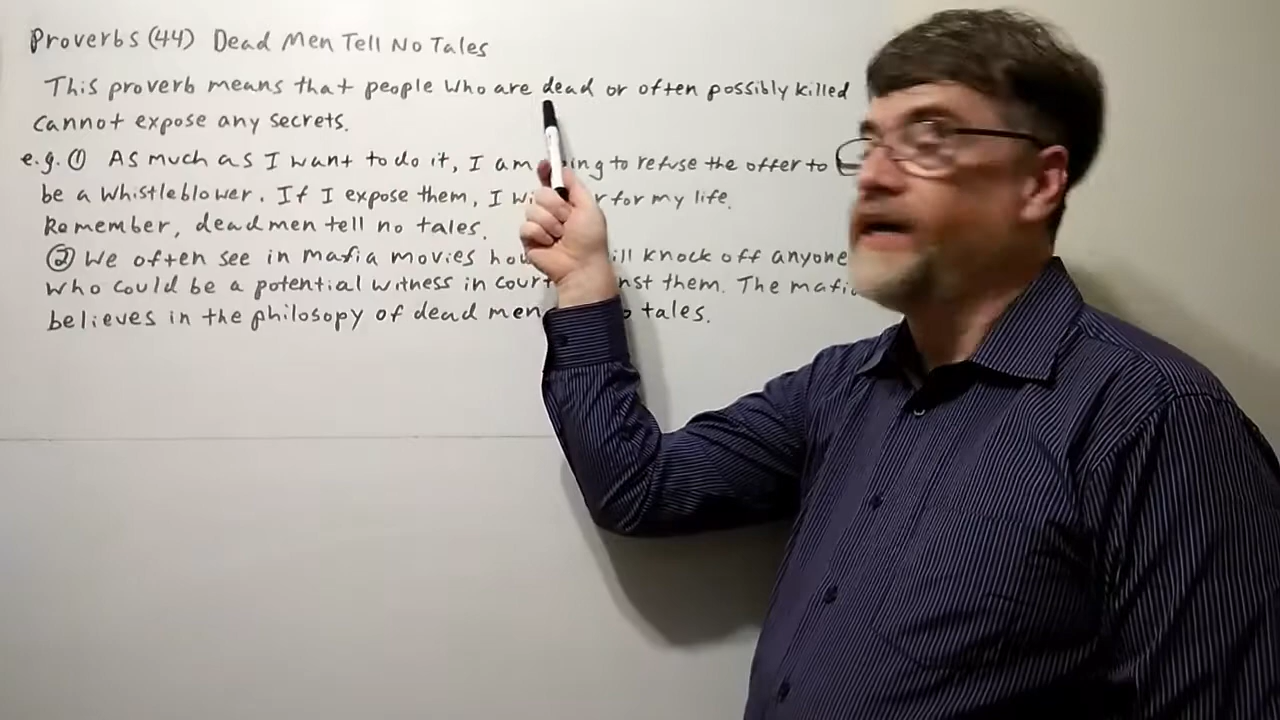 Proverbs (44) Dead Men Tell No Tales
This proverb means that people who are dead or often possibly killed
cannot expose any secrets.
e.g. ① As much as I want to do it, I am to refuse the offer to
be a whistleblower. If I expose them, I for my life.
Remember, dead men tell no tales.
② We often see in mafia movies knock off anyone
who could be a potential witness in court them. The
believes in the philosopy of dead men tales.